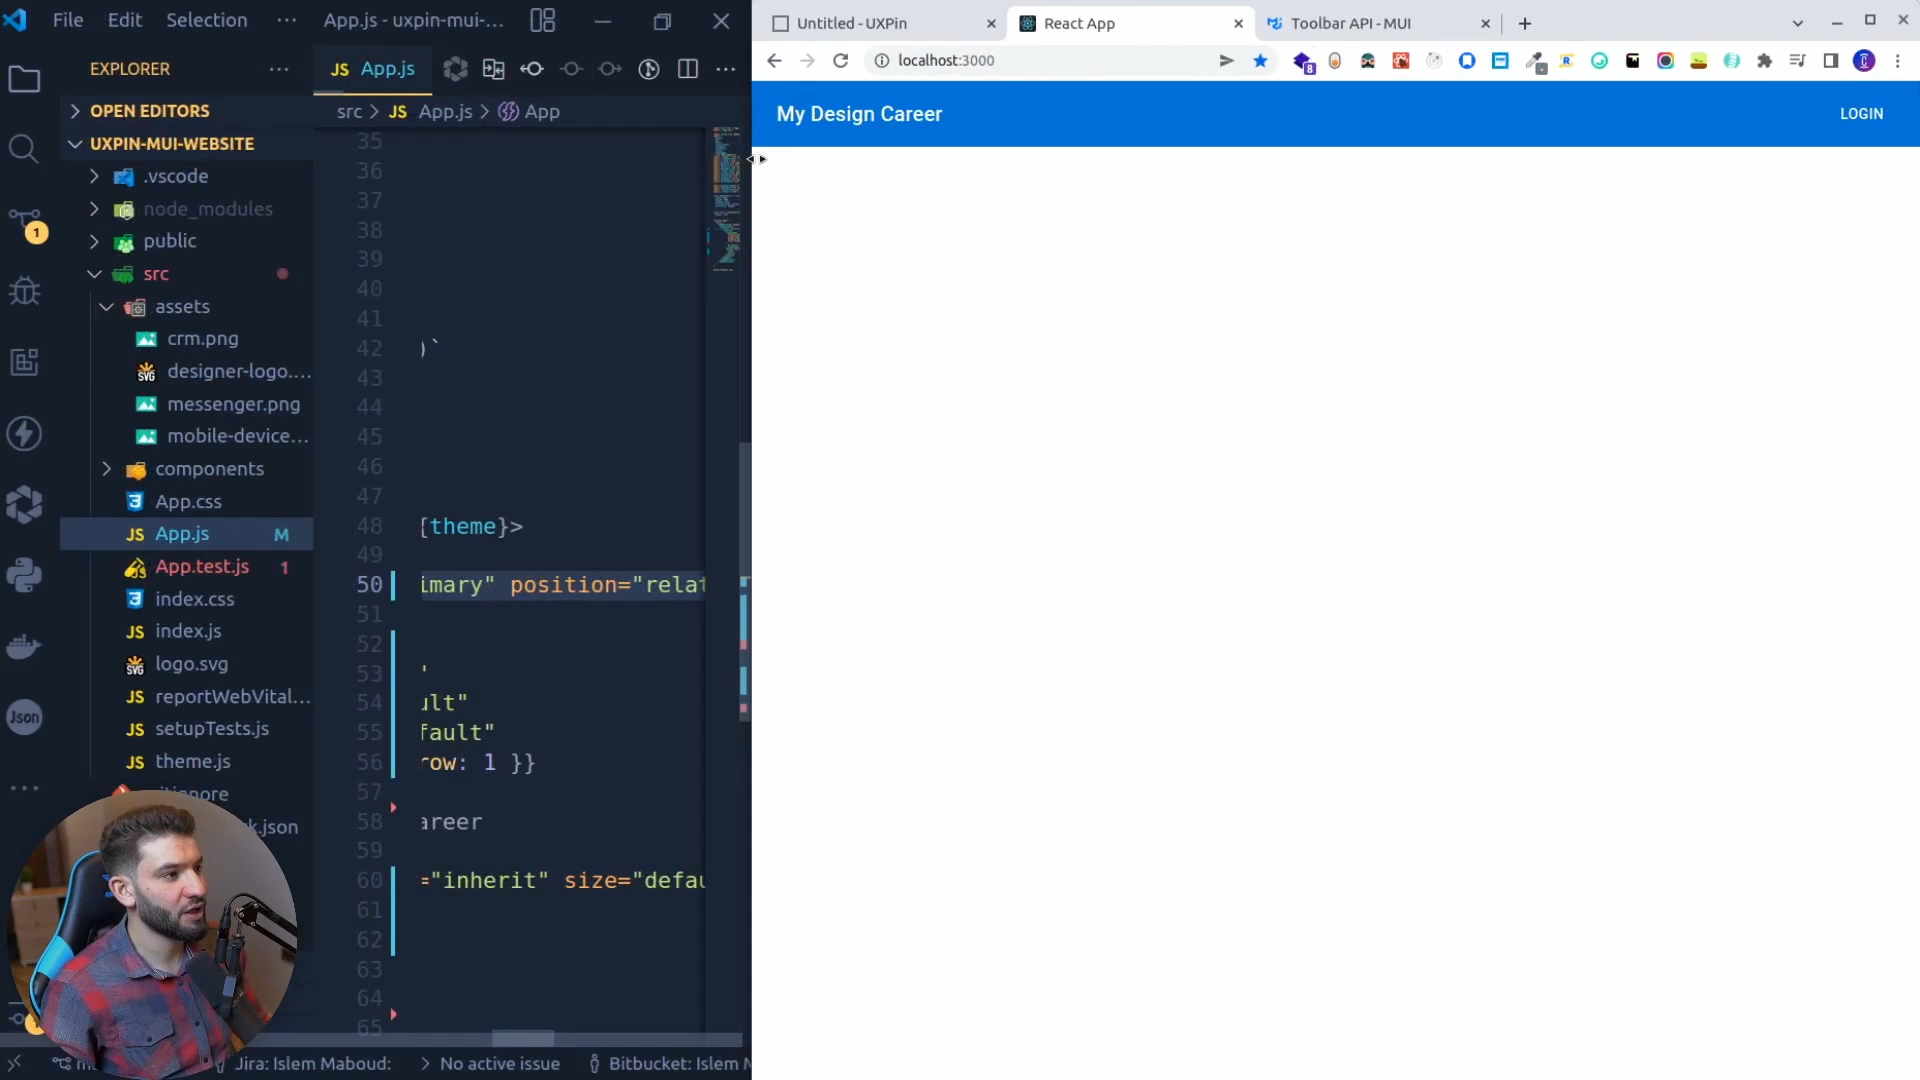 File Edit Selection ··· App.js - uxpin-mui-...
EXPLORER ···
OPEN EDITORS
UXPIN-MUI-WEBSITE
.vscode
node_modules
public
src
assets
crm.png
designer-logo....
messenger.png
mobile-device...
components
App.css
JS App.js M
App.test.js 1
index.css
JS index.js
logo.svg
JS reportWebVital...
JS setupTests.js
JS theme.js
1
Json
JS App.js
src > JS App.js > App
35
36
37
38
39
40
41
42 )`
43
44
45
46
47
48 {theme}>
49
50 imary" position="relat
51
52
53 '
54 ult"
55 fault"
56 row: 1 }}
57
58 areer
59
60 ="inherit" size="defau
61
62
63
64
65
Jira: Islem Maboud: > No active issue Bitbucket: Islem M
Untitled - UXPin React App Toolbar API - MUI
localhost:3000
8
My Design Career LOGIN